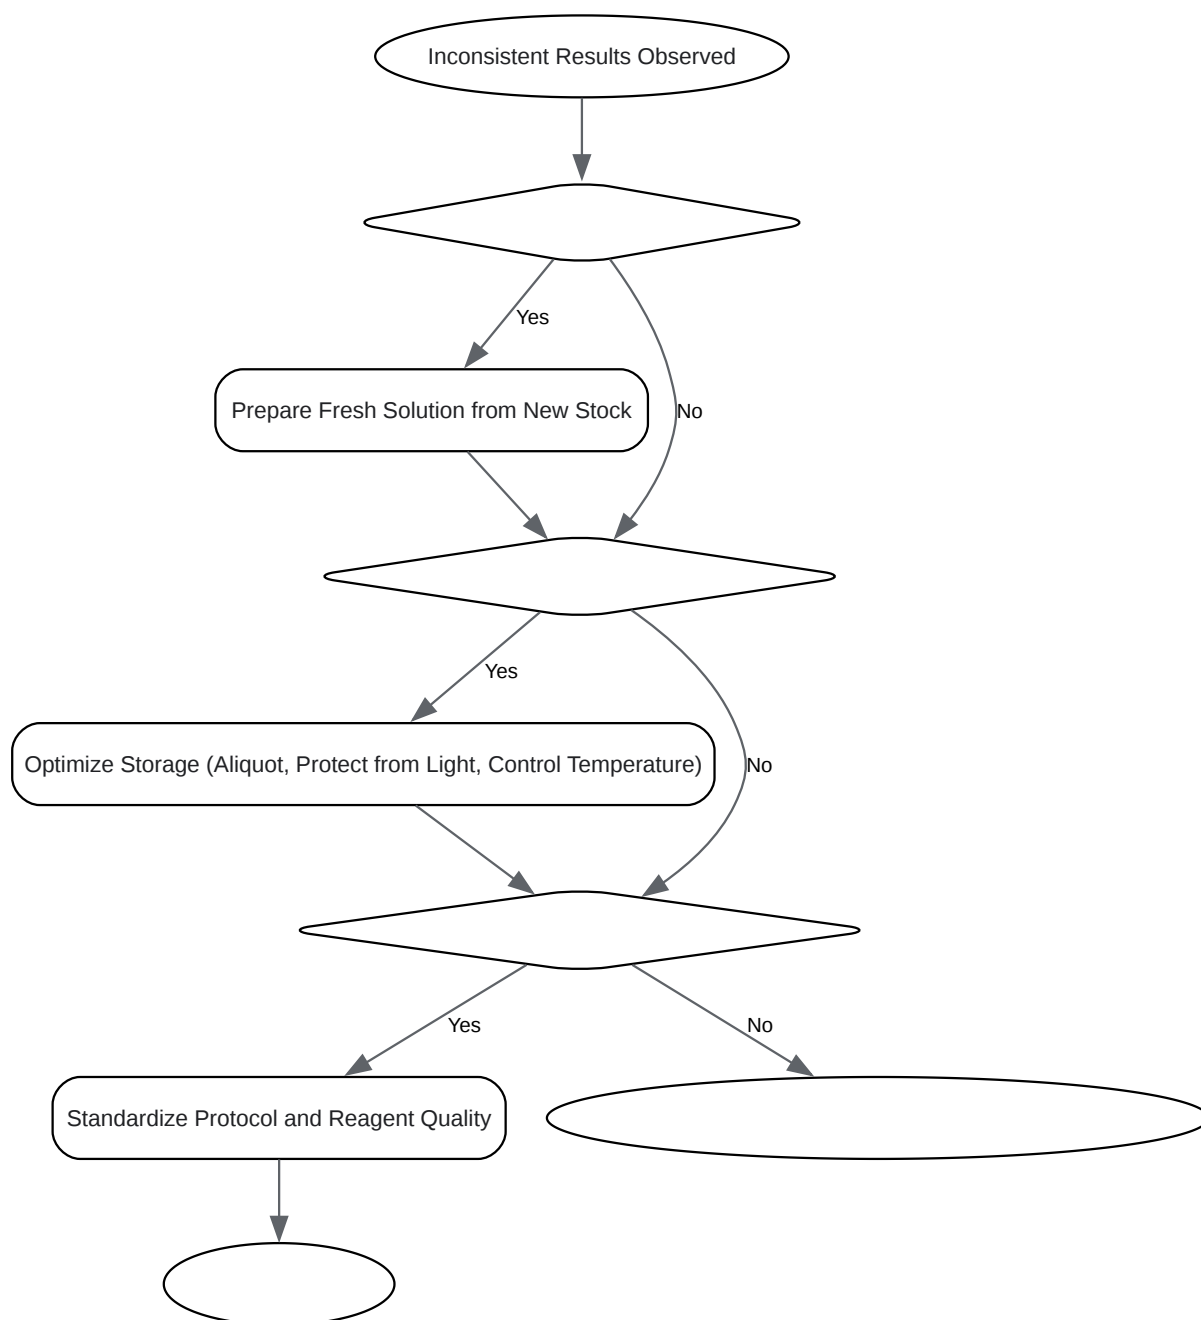 Inconsistent Results Observed
Yes
Prepare Fresh Solution from New Stock
No
Yes
Optimize Storage (Aliquot, Protect from Light, Control Temperature)
No
Yes
No
Standardize Protocol and Reagent Quality